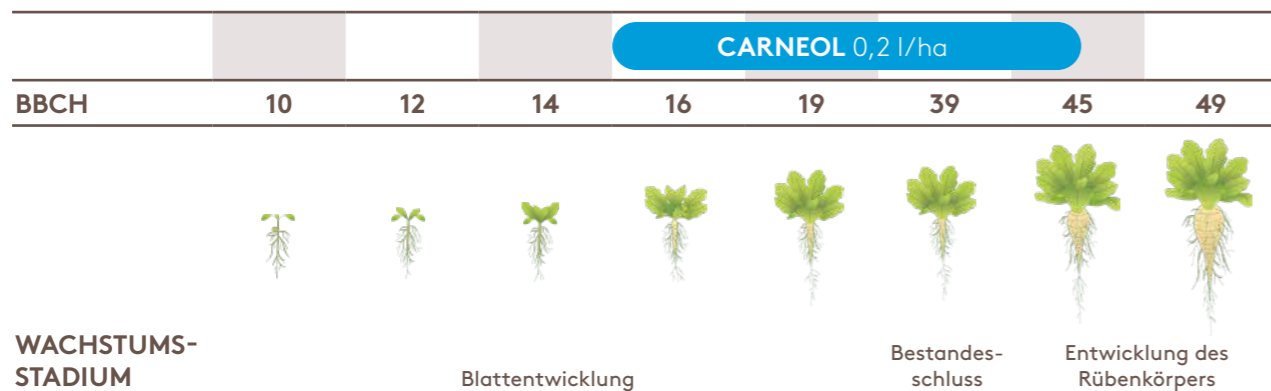 CARNEOL 0,2 l/ha
BBCH 10 12 14 16 19 39 45 49
WACHSTUMS-
STADIUM
Blattentwicklung
Bestandes-
schluss
Entwicklung des
Rübenkörpers